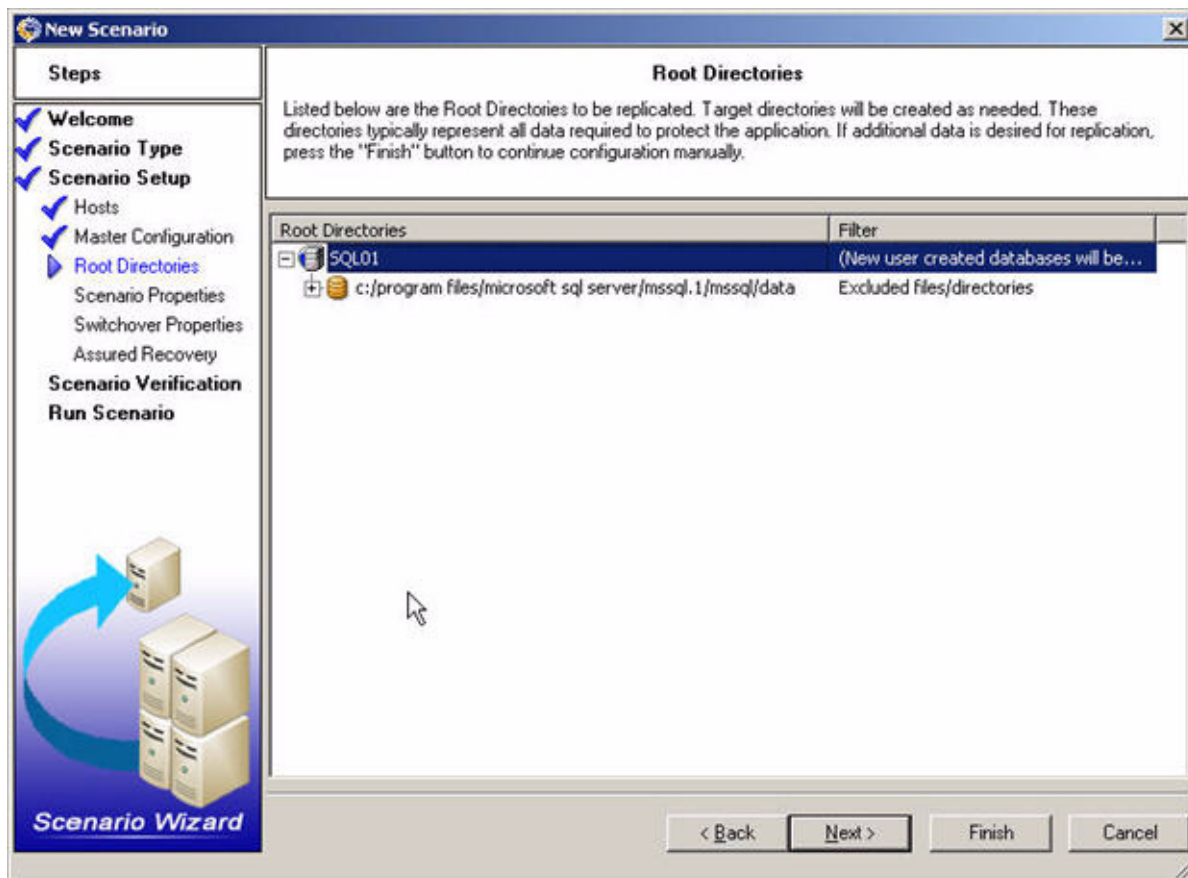 New Scenario
Steps
Welcome
Scenario Type
Scenario Setup
Hosts
Master Configuration
Root Directories
Scenario Properties
Switchover Properties
Assured Recovery
Scenario Verification
Run Scenario
Scenario Wizard
Root Directories
Listed below are the Root Directories to be replicated. Target directories will be created as needed. These
directories typically represent all data required to protect the application. If additional data is desired for replication,
press the "Finish" button to continue configuration manually.
Root Directories Filter
SQL01 (New user created databases will be...
c:/program files/microsoft sql server/mssql.1/mssql/data Excluded files/directories
< Back Next > Finish Cancel